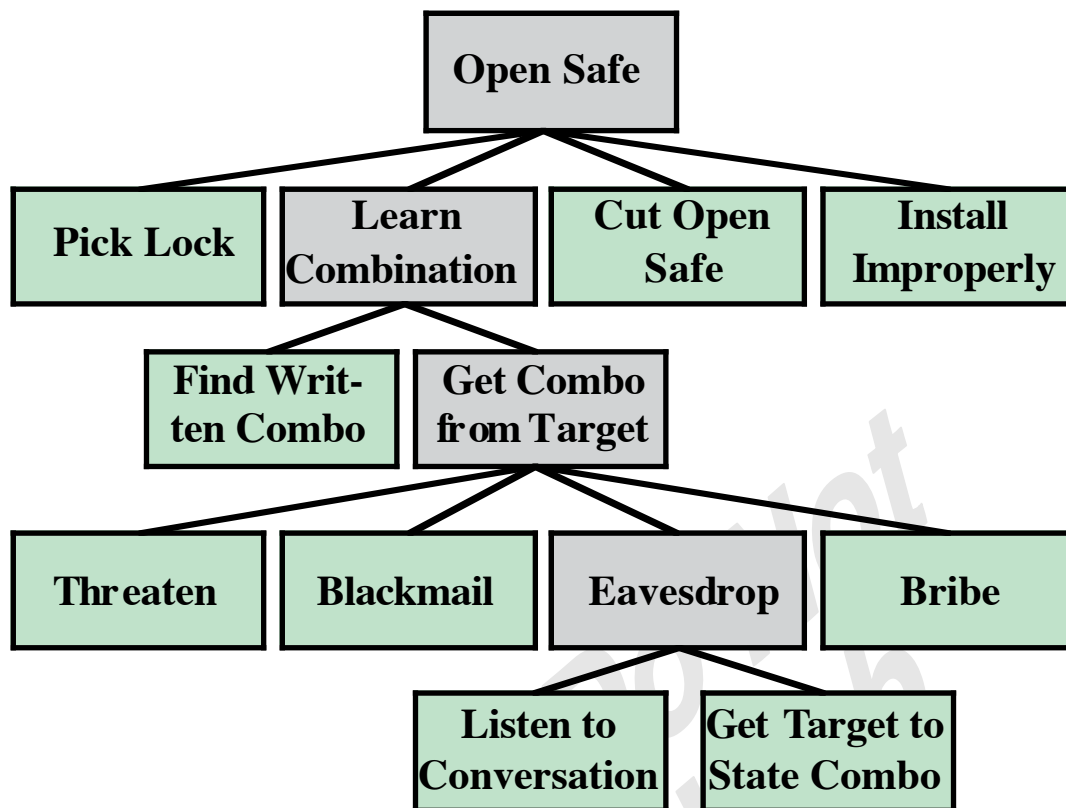 Open Safe
Pick Lock
Learn
Combination
Cut Open
Safe
Install
Improperly
Find Writ-
ten Combo
Get Combo
from Target
Threaten
Blackmail
Eavesdrop
Bribe
Listen to
Conversation
Get Target to
State Combo